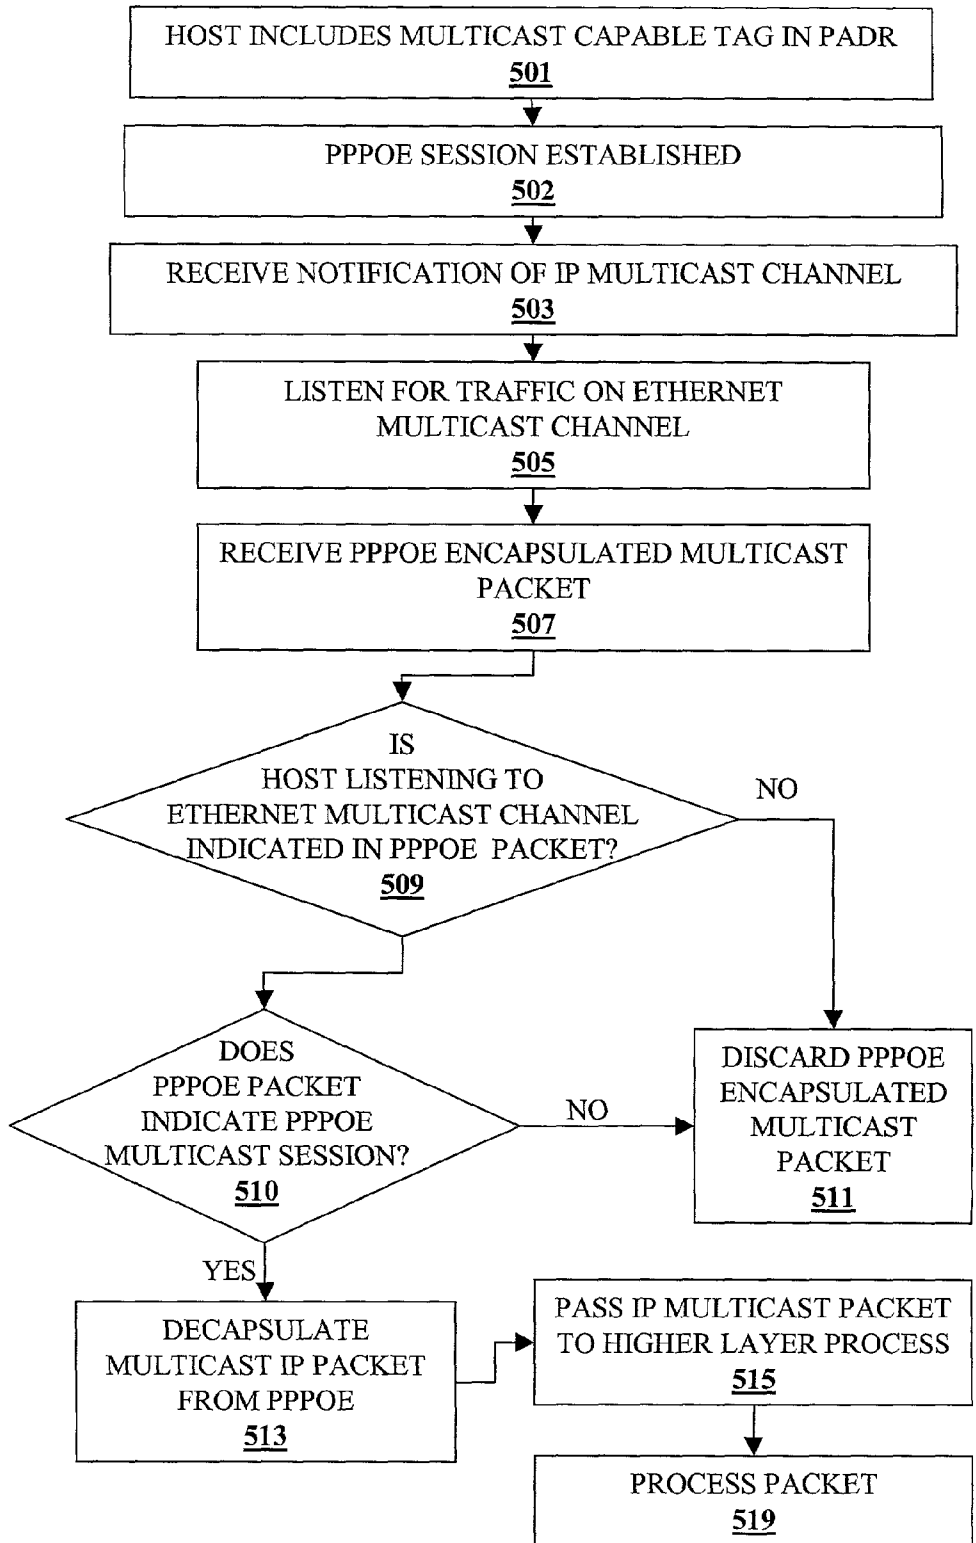 HOST INCLUDES MULTICAST CAPABLE TAG IN PADR
501
PPPOE SESSION ESTABLISHED
502
RECEIVE NOTIFICATION OF IP MULTICAST CHANNEL
503
LISTEN FOR TRAFFIC ON ETHERNET
MULTICAST CHANNEL
505
RECEIVE PPPOE ENCAPSULATED MULTICAST
PACKET
507
IS
HOST LISTENING TO
ETHERNET MULTICAST CHANNEL
INDICATED IN PPPOE PACKET?
509
NO
DOES
PPPOE PACKET
INDICATE PPPOE
MULTICAST SESSION?
510
NO
DISCARD PPPOE
ENCAPSULATED
MULTICAST
PACKET
511
YES
DECAPSULATE
MULTICAST IP PACKET
FROM PPPOE
513
PASS IP MULTICAST PACKET
TO HIGHER LAYER PROCESS
515
PROCESS PACKET
519